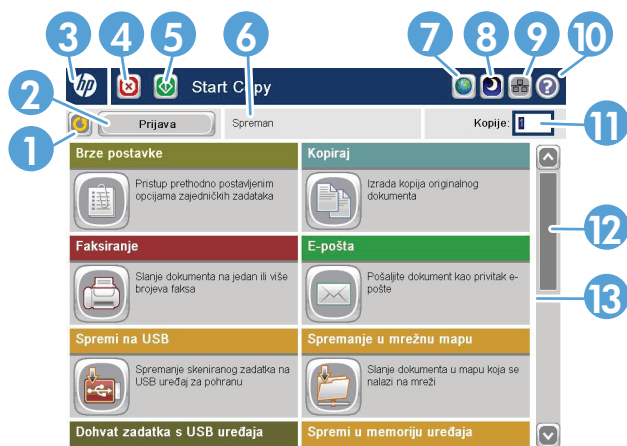 3 4 5 6 7 8 9 10
hp Start Copy ?
2 Prijava Spreman Kopije: 1 11
1
Brze postavke
Pristup prethodno postavljenim
opcijama zajedničkih zadataka
Kopiraj
Izrada kopija originalnog
dokumenta
12
Faksiranje
Slanje dokumenta na jedan ili više
brojeva faksa
E-pošta
Pošaljite dokument kao privitak e-
pošte
13
Spremi na USB
Spremanje skeniranog zadatka na
USB uređaj za pohranu
Spremanje u mrežnu mapu
Slanje dokumenta u mapu koja se
nalazi na mreži
Dohvat zadatka s USB uređaja
Spremi u memoriju uređaja